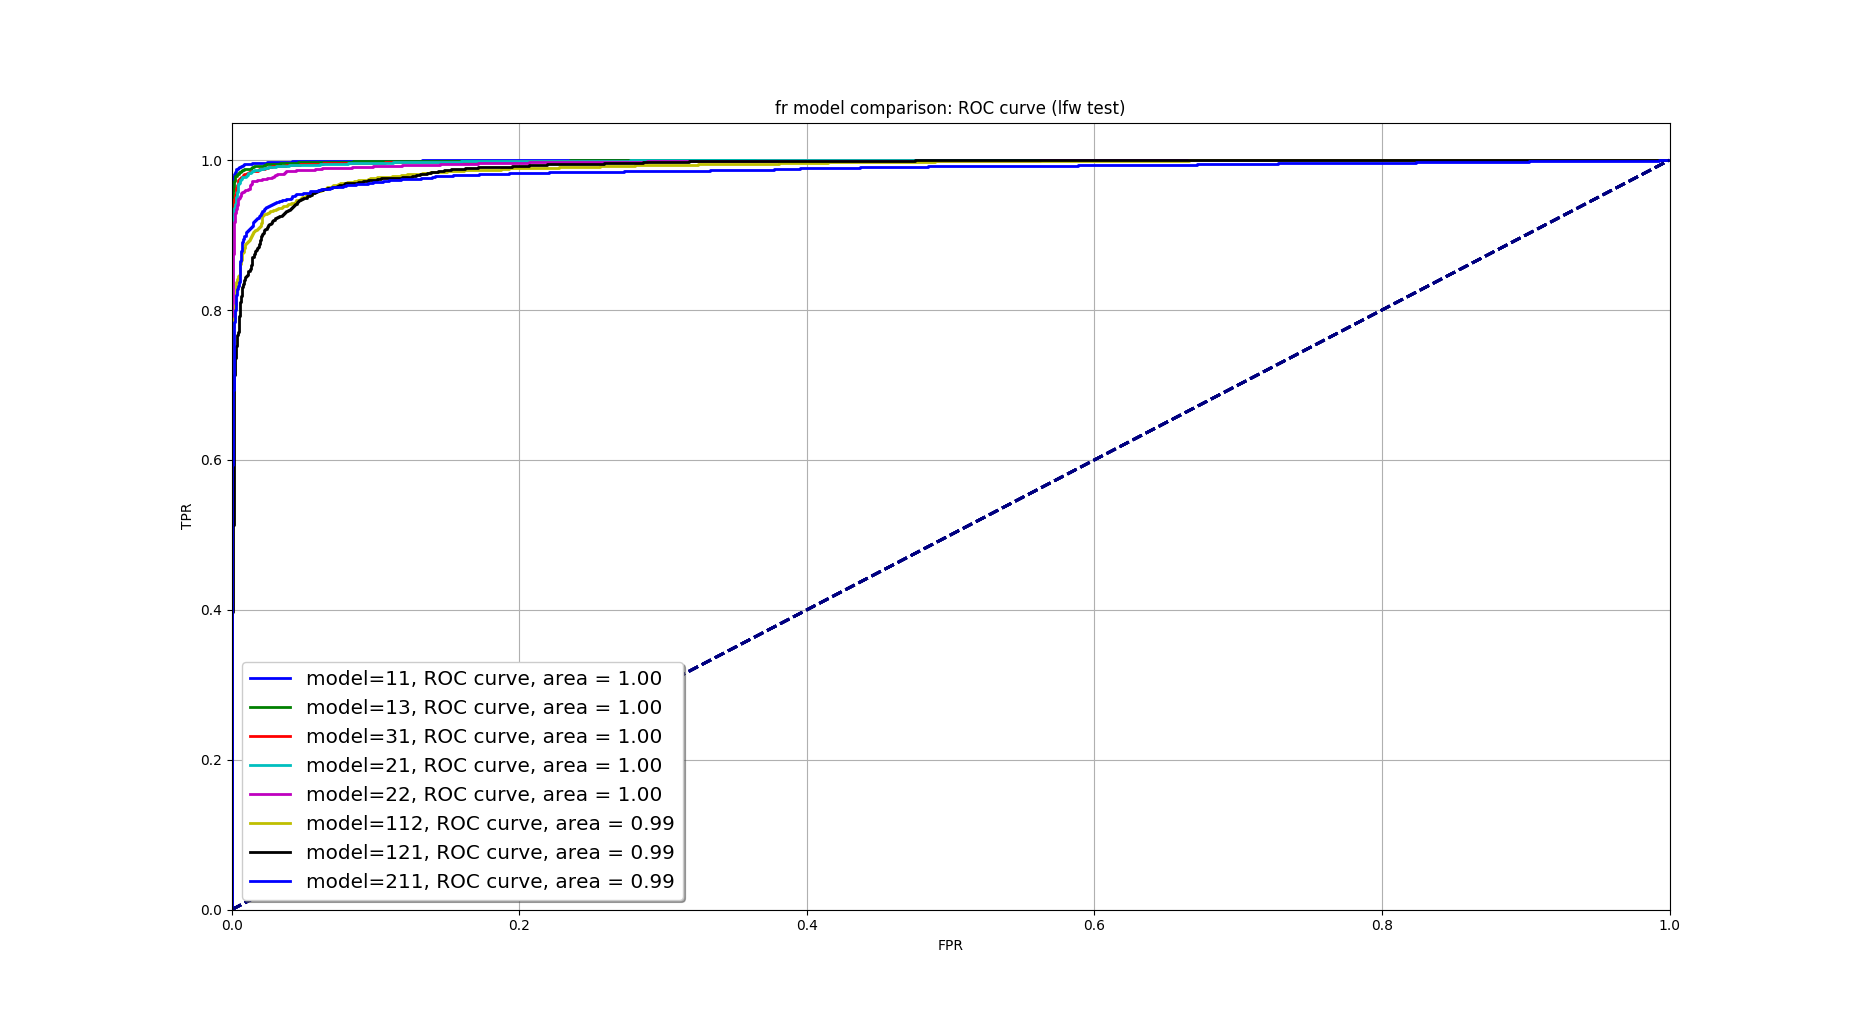 fr model comparison: ROC curve (lfw test)
1.0
0.8
0.6
TPR
0.4
0.2
0.0
model=11, ROC curve, area = 1.00
model=13, ROC curve, area = 1.00
model=31, ROC curve, area = 1.00
model=21, ROC curve, area = 1.00
model=22, ROC curve, area = 1.00
model=112, ROC curve, area = 0.99
model=121, ROC curve, area = 0.99
model=211, ROC curve, area = 0.99
0.0 0.2 0.4 0.6 0.8 1.0
FPR